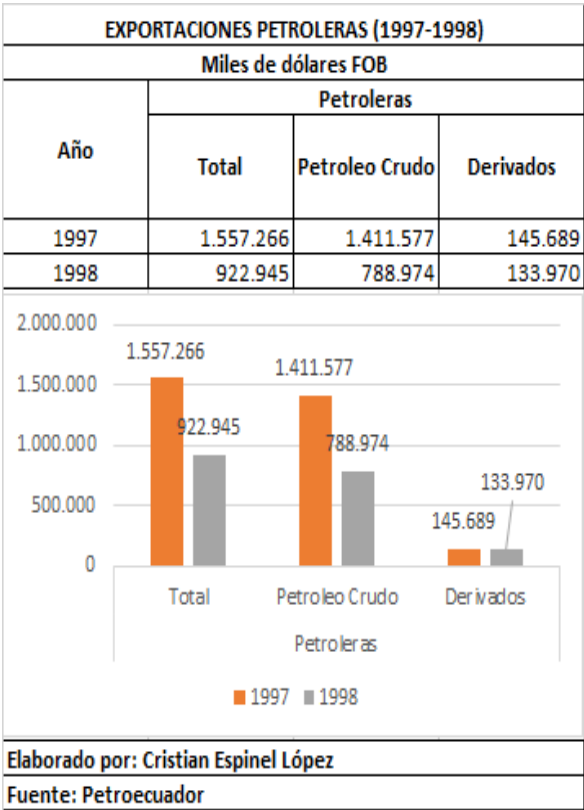 EXPORTACIONES PETROLERAS (1997-1998)
Miles de dólares FOB
Año
Petroleras
Total Petroleo Crudo Derivados
1997 1.557.266 1.411.577 145.689
1998 922.945 788.974 133.970
2.000.000
1.500.000
1.000.000
500.000
0
1.557.266
922.945
1.411.577
788.974
145.689
133.970
Total Petroleo Crudo Derivados
Petroleras
1997 1998
Elaborado por: Cristian Espinel López
Fuente: Petroecuador